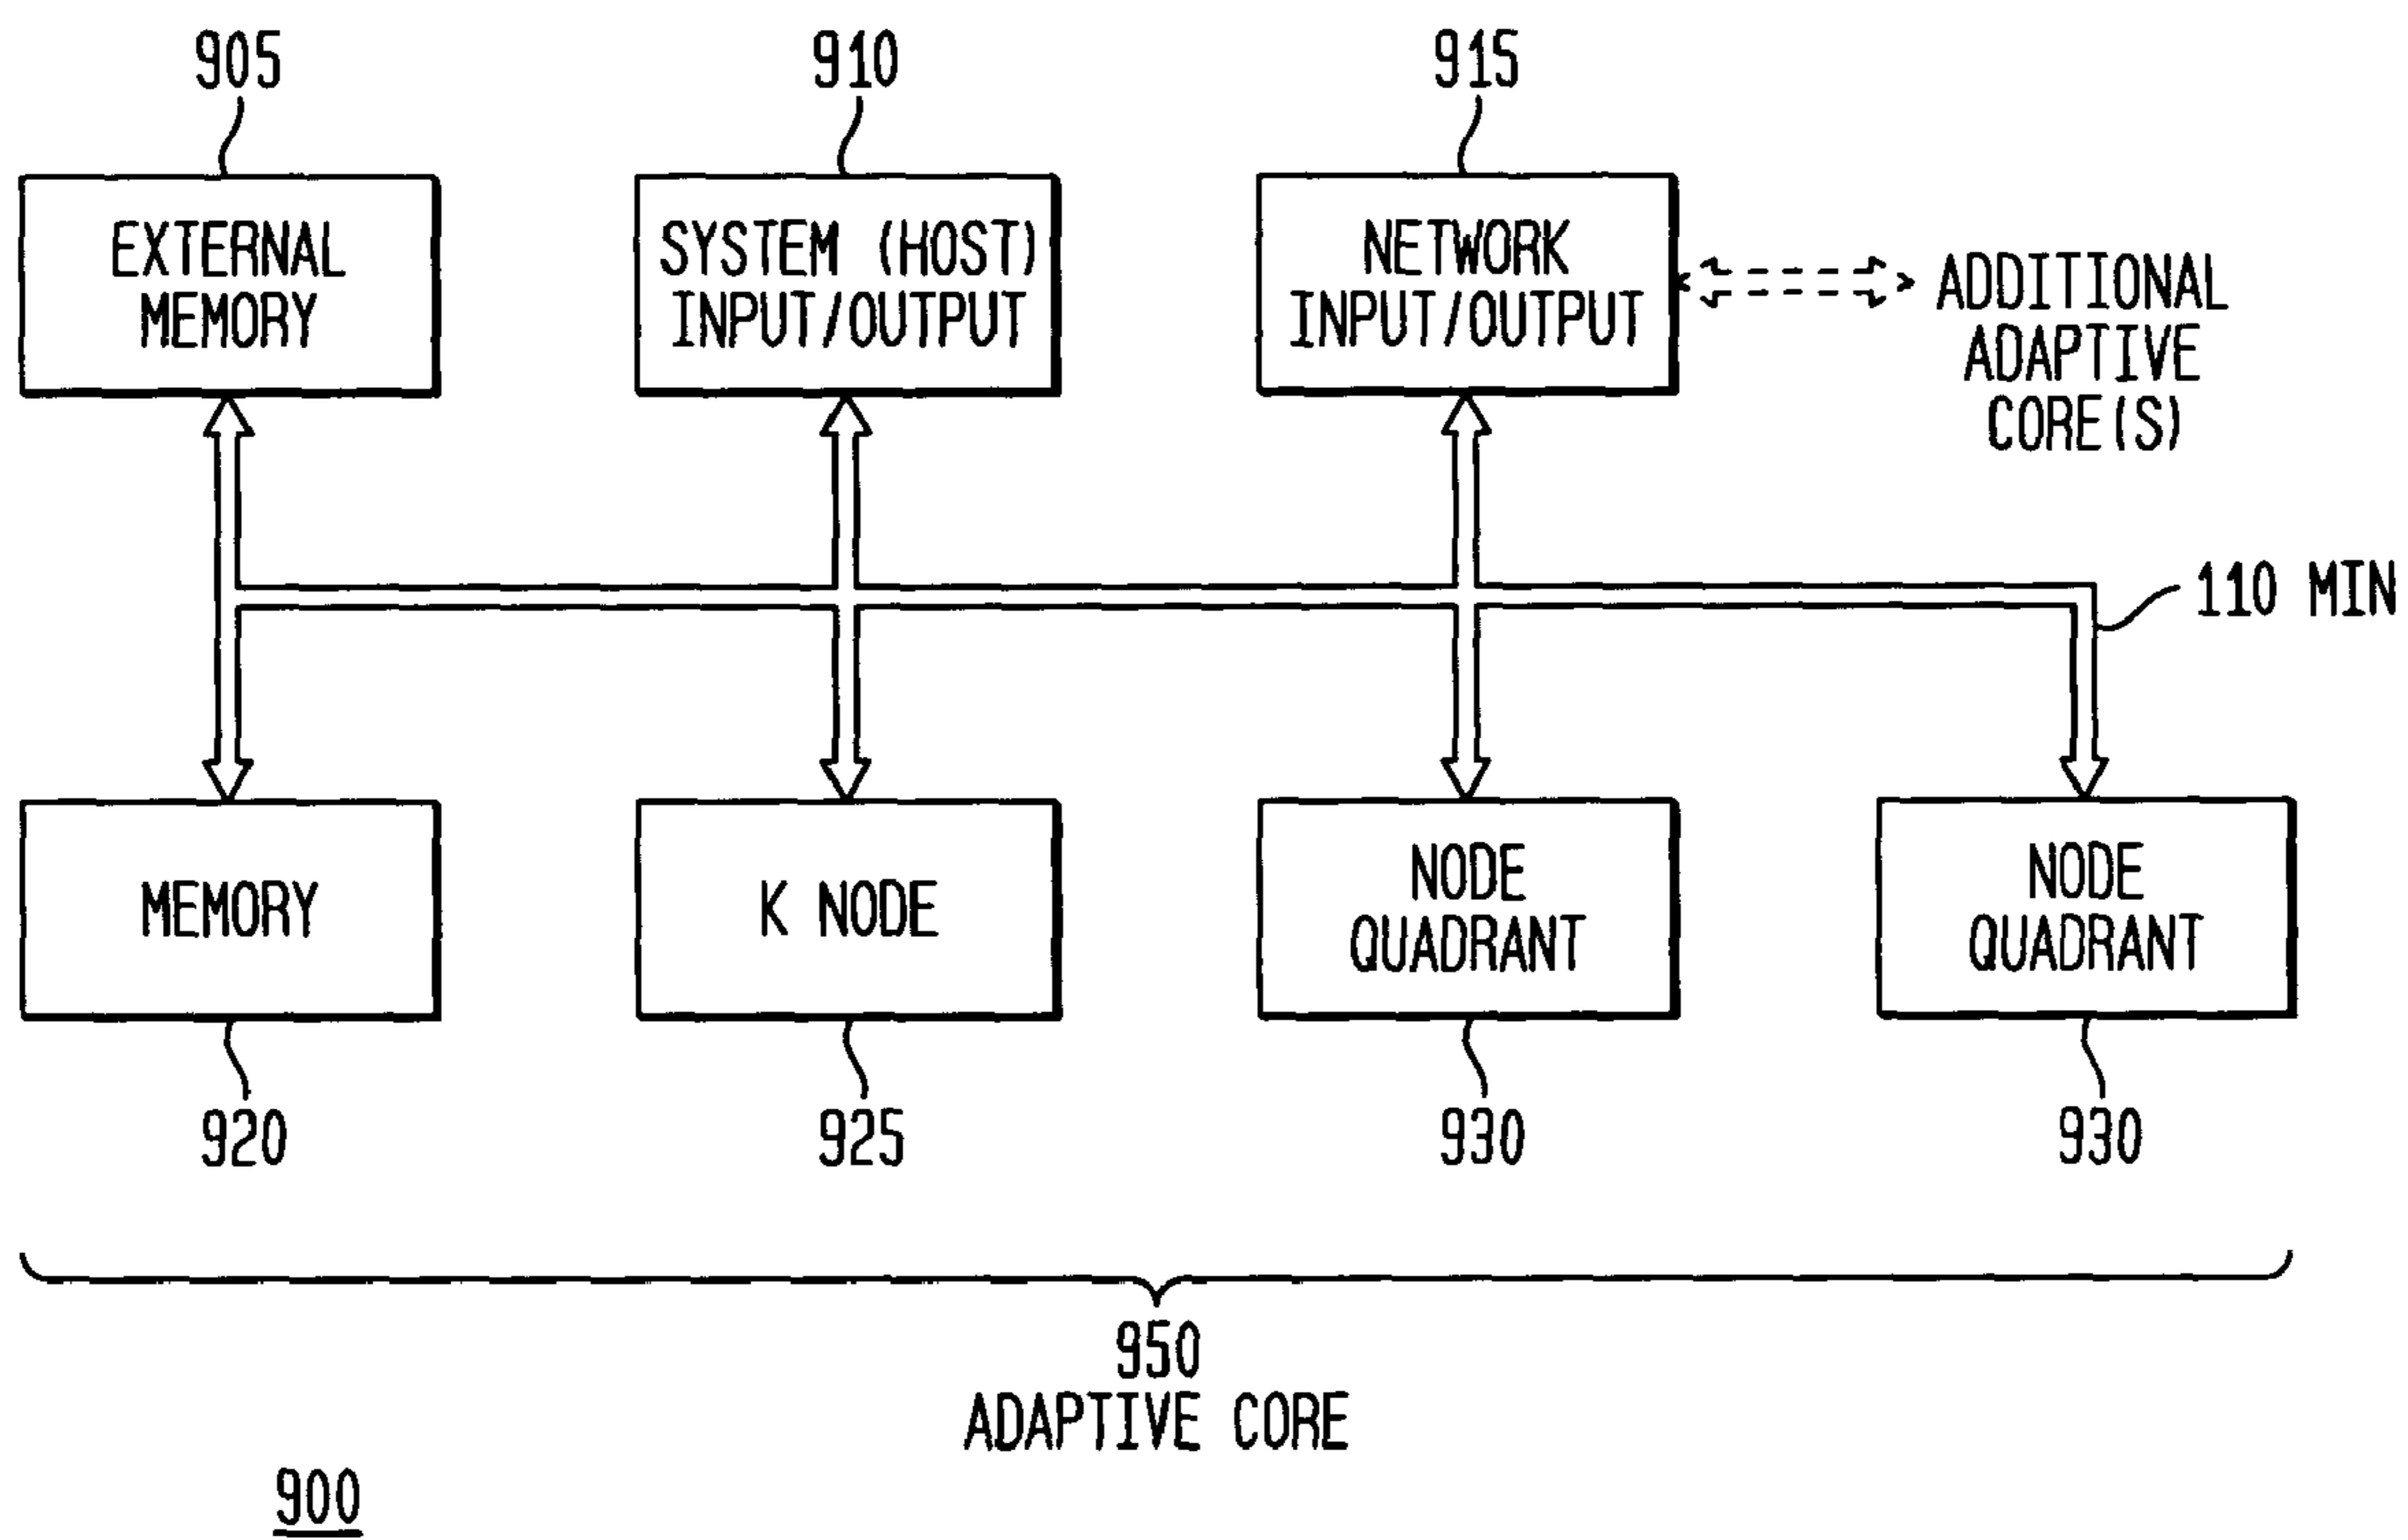 905
910
915
EXTERNAL
MEMORY
SYSTEM (HOST)
INPUT/OUTPUT
NETWORK
INPUT/OUTPUT
ADDITIONAL
ADAPTIVE
CORE(S)
110 MIN
MEMORY
K NODE
NODE
QUADRANT
NODE
QUADRANT
920
925
930
930
950
ADAPTIVE CORE
900